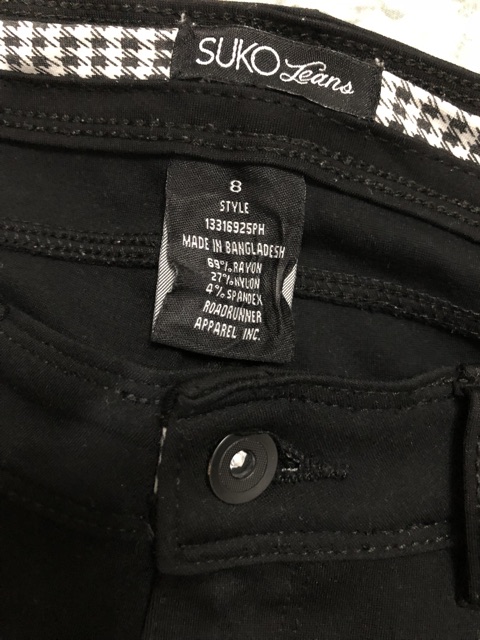 SUKO Jeans
8
STYLE
13316925PH
MADE IN BANGLADESH
69% RAYON
27% NYLON
4% SPANDEX
ROADRUNNER
APPAREL INC.